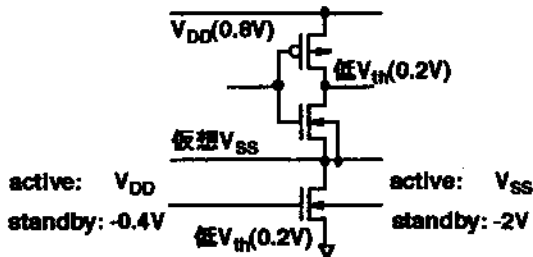 V_DD(0.8V)
低V_th(0.2V)
仮想V_SS
active: V_DD
standby: -0.4V
低V_th(0.2V)
active: V_SS
standby: -2V